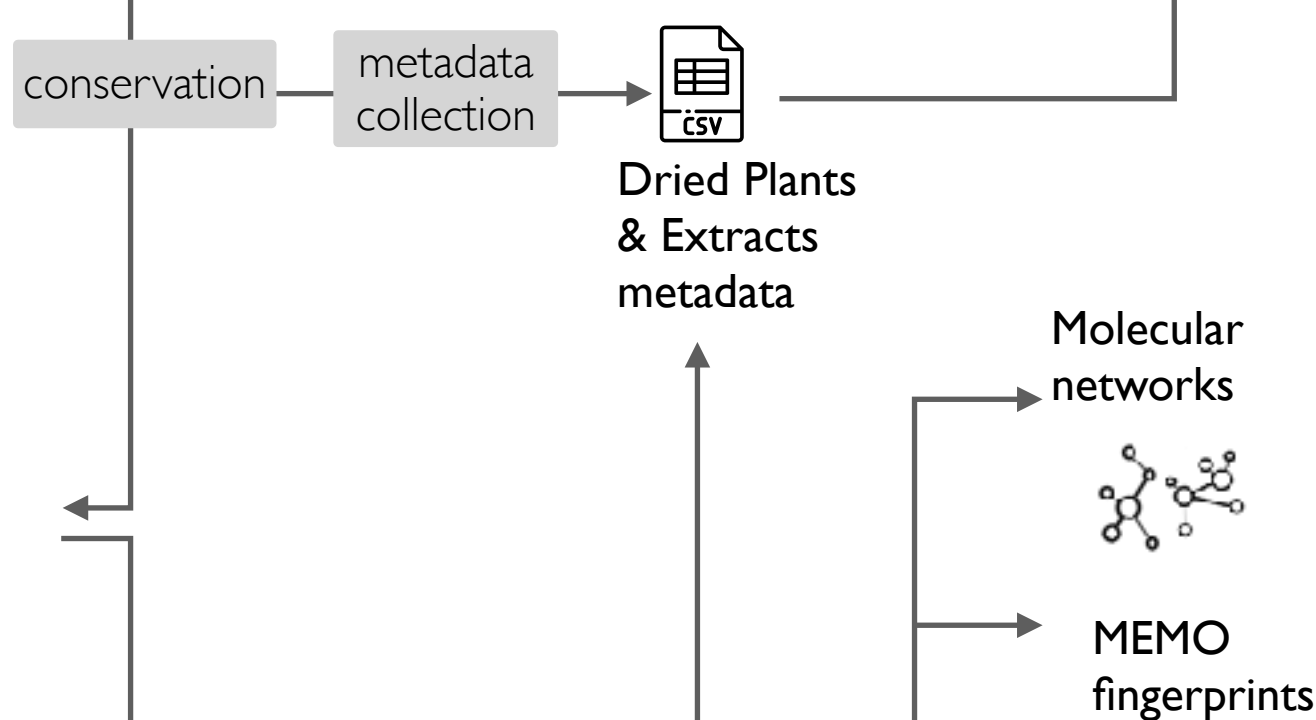 conservation
metadata
collection
CSV
Dried Plants
& Extracts
metadata
Molecular
networks
MEMO
fingerprints